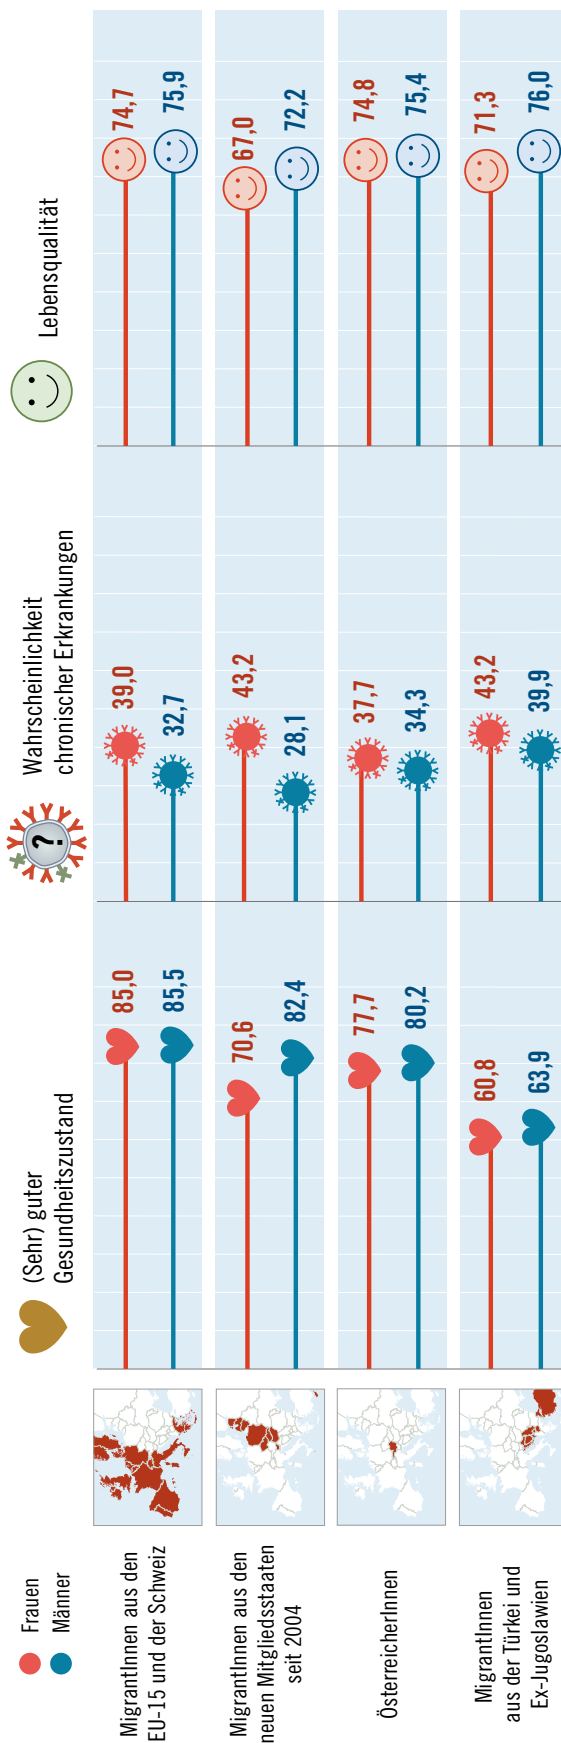 Frauen
Männer
(Sehr) guter
Gesundheitszustand
?
Wahrscheinlichkeit
chronischer Erkrankungen
Lebensqualität
MigrantInnen aus den
EU-15 und der Schweiz
85,0
85,5
39,0
32,7
74,7
75,9
MigrantInnen aus den
neuen Mitgliedsstaaten
seit 2004
70,6
82,4
43,2
28,1
67,0
72,2
ÖsterreicherInnen
77,7
80,2
37,7
34,3
74,8
75,4
MigrantInnen
aus der Türkei und
Ex-Jugoslawien
60,8
63,9
43,2
39,9
71,3
76,0